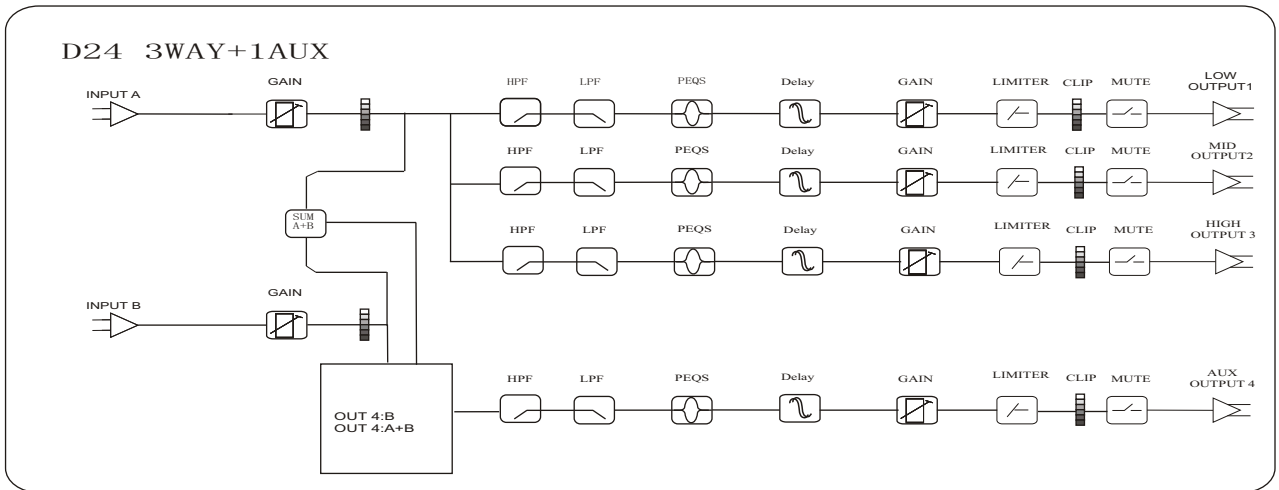 D24 3WAY+1AUX
INPUT A
GAIN
HPF LPF PEQS Delay GAIN LIMITER CLIP MUTE
LOW
OUTPUT1
HPF LPF PEQS Delay GAIN LIMITER CLIP MUTE
MID
OUTPUT2
SUM
A+B
HPF LPF PEQS Delay GAIN LIMITER CLIP MUTE
HIGH
OUTPUT 3
INPUT B
GAIN
OUT 4:B
OUT 4:A+B
HPF LPF PEQS Delay GAIN LIMITER CLIP MUTE
AUX
OUTPUT 4